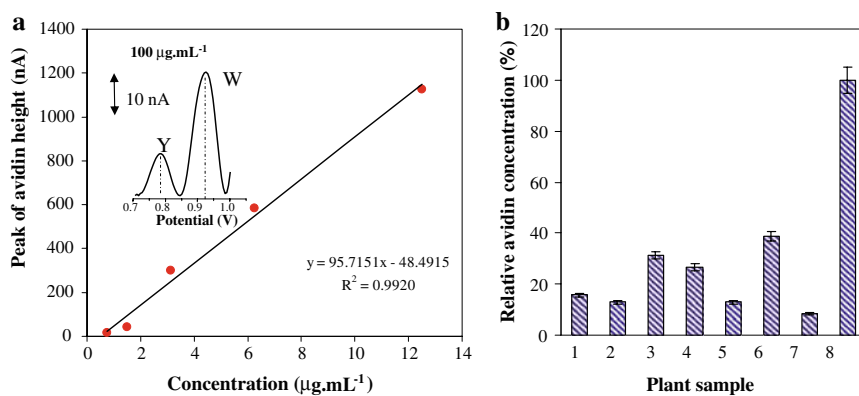 a
Peak of avidin height (nA)
1400
1200
1000
800
600
400
200
0
100 µg.mL-1
10 nA
Y
W
0.7 0.8 0.9 1.0
Potential (V)
y = 95.7151x - 48.4915
R2 = 0.9920
0 2 4 6 8 10 12 14
Concentration (µg.mL-1)
b
Relative avidin concentration (%)
120
100
80
60
40
20
0
1 2 3 4 5 6 7 8
Plant sample